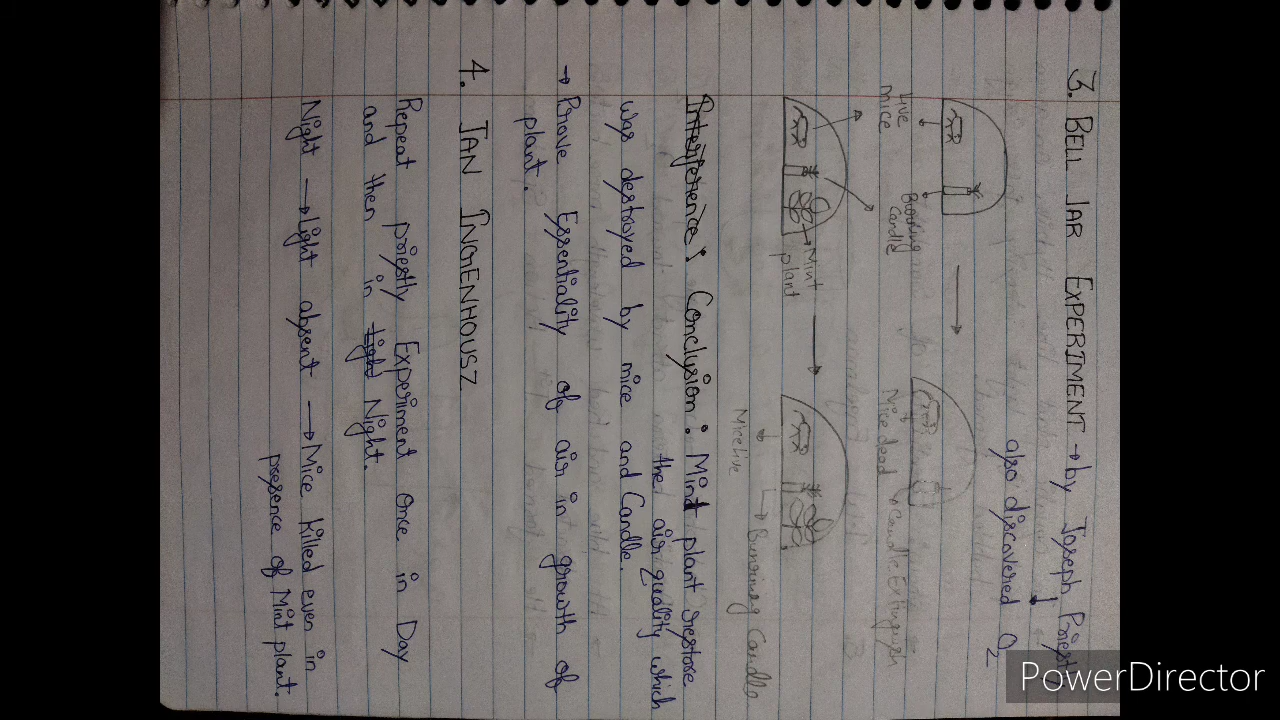 3. BELL JAR EXPERIMENT → by Joseph Priestly
also discovered O2
Live mice
Burning Candle
Mice dead
Candle Extinguish
Mint plant
Mice live
Burning Candle
Interference? Conclusion: Mint plant restore
the air quality which
was destroyed by mice and Candle.
→ Prove Essentiality of air in growth of
plant.
4. JAN INGENHOUSZ
Repeat priestly Experiment once in Day
and then in Light Night.
Night → Light absent → Mice killed even in
presence of Mint plant.
PowerDirector